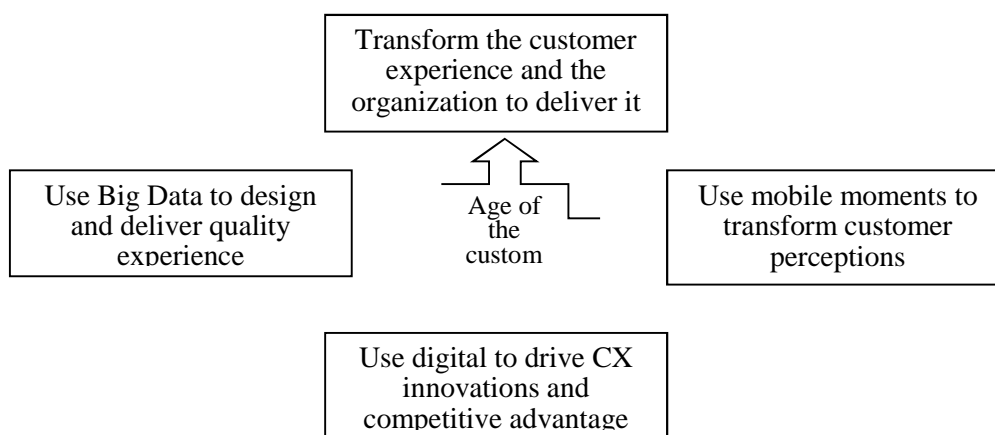 Transform the customer
experience and the
organization to deliver it
Use Big Data to design
and deliver quality
experience
Age of
the
custom
Use mobile moments to
transform customer
perceptions
Use digital to drive CX
innovations and
competitive advantage